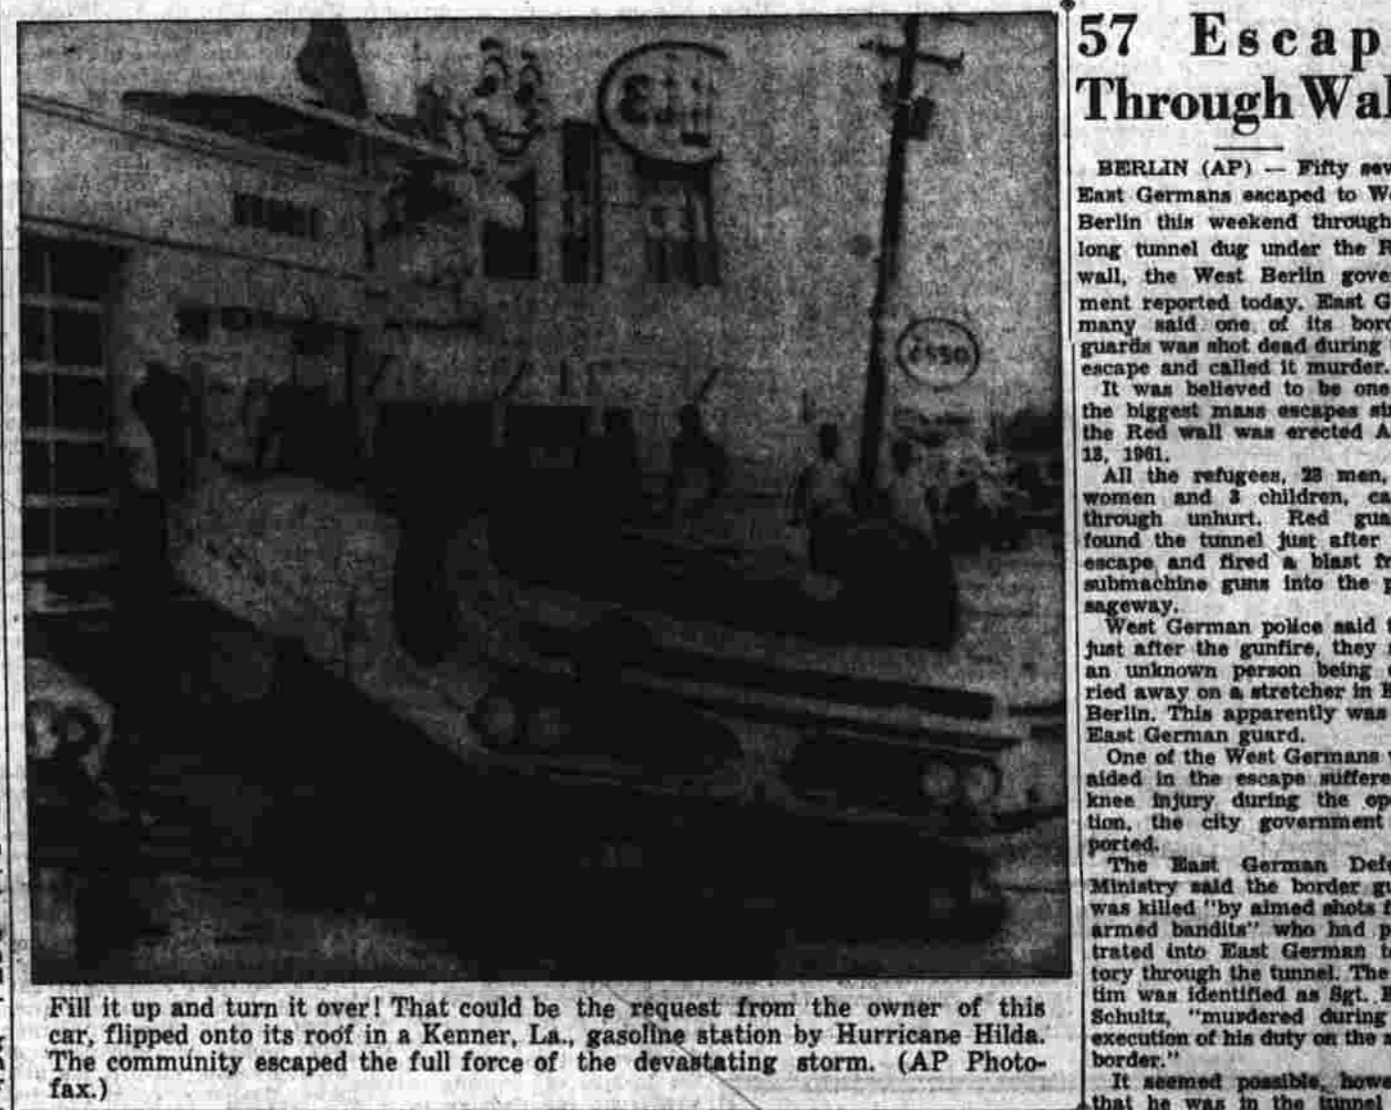 esso
Fill it up and turn it over! That could be the request from the owner of this
car, flipped onto its roof in a Kenner, La., gasoline station by Hurricane Hilda.
The community escaped the full force of the devastating storm. (AP Photo-
fax.)
57 Escap
Through Wal
BERLIN (AP) — Fifty sev
East Germans escaped to W
Berlin this weekend through
long tunnel dug under the R
wall, the West Berlin gove
ment reported today. East G
many said one of its bord
guards was shot dead during
escape and called it murder.
It was believed to be one
the biggest mass escapes si
the Red wall was erected A
13, 1961.
All the refugees, 23 men,
women and 3 children, ca
through unhurt. Red gua
found the tunnel just after
escape and fired a blast fr
submachine guns into the p
sageway.
West German police said
just after the gunfire, they
an unknown person being
ried away on a stretcher in
Berlin. This apparently was
East German guard.
One of the West Germans
aided in the escape suffere
knee injury during the op
tion, the city government
ported.
The East German Defe
Ministry said the border gu
was killed "by aimed shots
armed bandits" who had p
trated into East German t
tory through the tunnel. The
tim was identified as Sgt. E
Schultz, "murdered during
execution of his duty on the s
border."
It seemed possible, howe
that he was in the tunnel